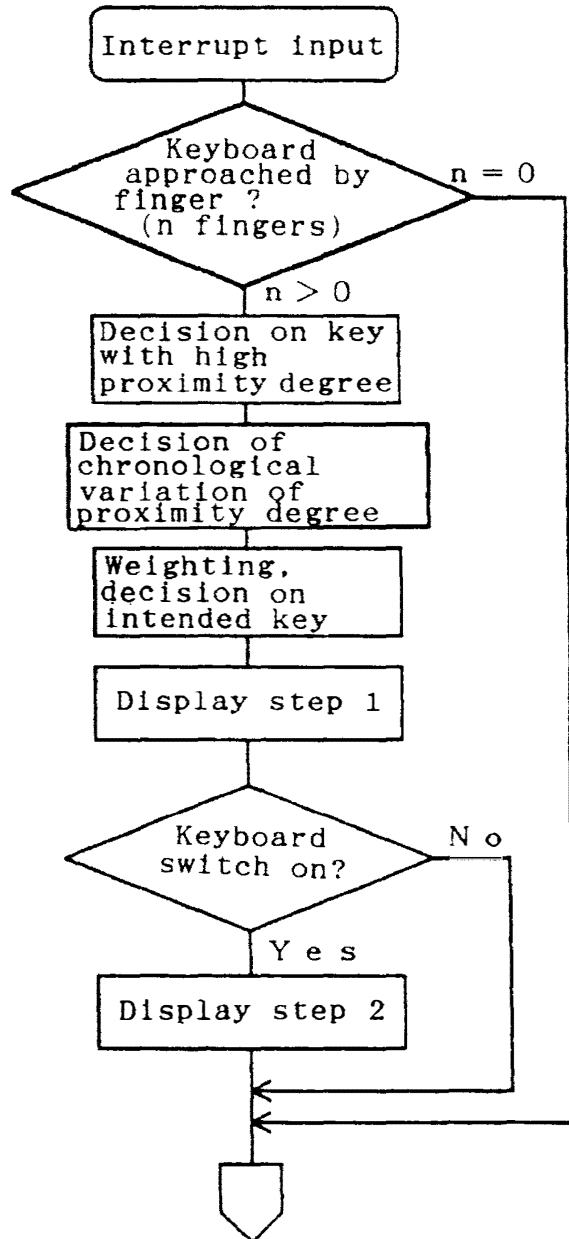 Interrupt input
Keyboard
approached by
finger ?
(n fingers)
n = 0
n > 0
Decision on key
with high
proximity degree
Decision of
chronological
variation of
proximity degree
Weighting,
decision on
intended key
Display step 1
Keyboard
switch on?
No
Yes
Display step 2